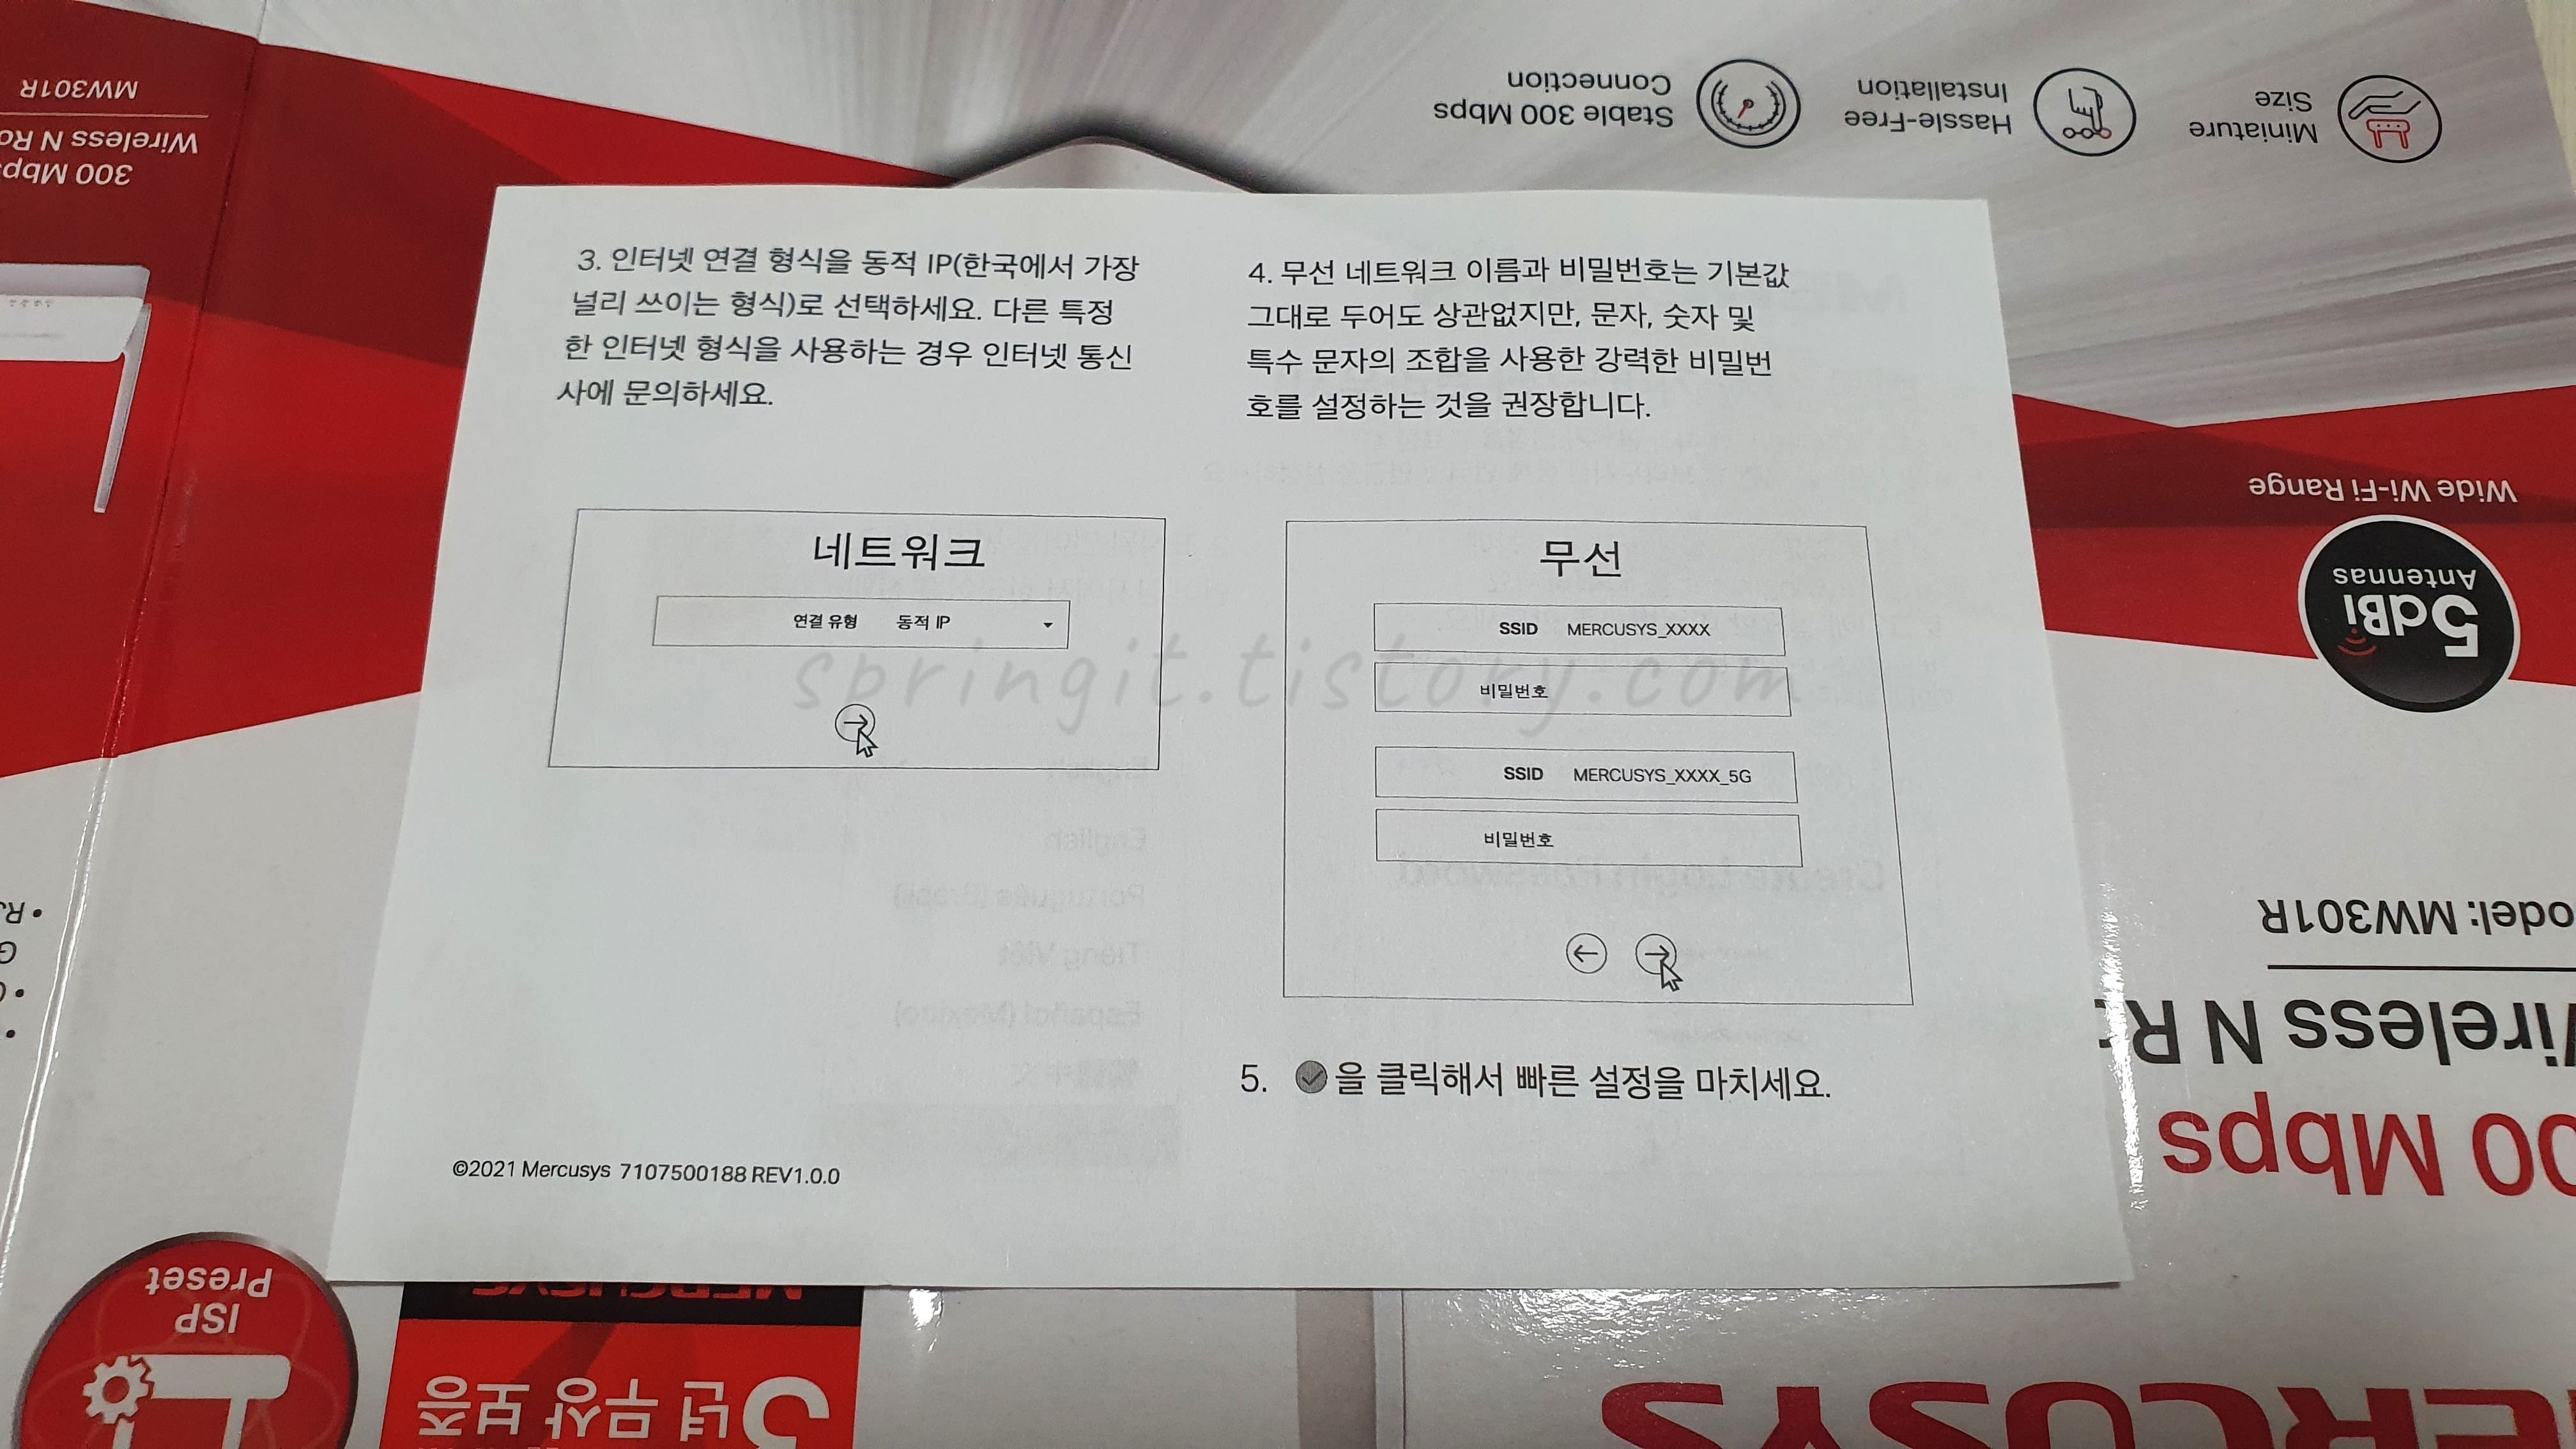 MW301R
Wireless N Ro
300 Mbps
Stable 300 Mbps
Connection
Hassle-Free
Installation
Miniature
Size
3. 인터넷 연결 형식을 동적 IP(한국에서 가장
널리 쓰이는 형식)로 선택하세요. 다른 특정
한 인터넷 형식을 사용하는 경우 인터넷 통신
사에 문의하세요.
네트워크
연결 유형 동적 IP
4. 무선 네트워크 이름과 비밀번호는 기본값
그대로 두어도 상관없지만, 문자, 숫자 및
특수 문자의 조합을 사용한 강력한 비밀번
호를 설정하는 것을 권장합니다.
무선
SSID MERCUSYS_XXXX
비밀번호
SSID MERCUSYS_XXXX_5G
비밀번호
5. 을 클릭해서 빠른 설정을 마치세요.
©2021 Mercusys 7107500188 REV1.0.0
springit.tistory.com
Wide Wi-Fi Range
5dBi
Antennas
odel: MW301R
ireless N R
00 Mbps
ERCUSYS
ISP
Preset
MERCUSYS
3년 무상 보증